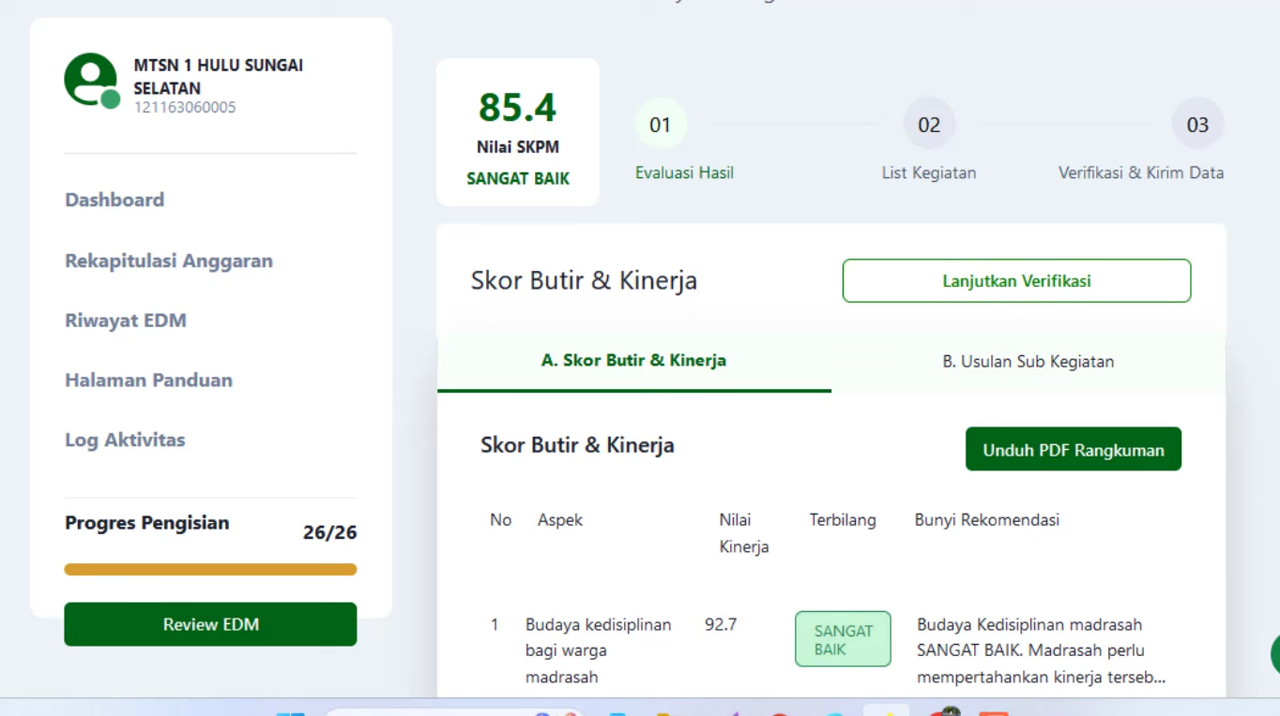 MTSN 1 HULU SUNGAI
SELATAN
121163060005
Dashboard
Rekapitulasi Anggaran
Riwayat EDM
Halaman Panduan
Log Aktivitas
Progres Pengisian
26/26
Review EDM
85.4
Nilai SKPM
SANGAT BAIK
01
Evaluasi Hasil
02
List Kegiatan
03
Verifikasi & Kirim Data
Skor Butir & Kinerja
Lanjutkan Verifikasi
A. Skor Butir & Kinerja
B. Usulan Sub Kegiatan
Skor Butir & Kinerja
Unduh PDF Rangkuman
No Aspek Nilai Terbilang Bunyi Rekomendasi
Kinerja
1 Budaya kedisiplinan 92.7 SANGAT Budaya Kedisiplinan madrasah
bagi warga BAIK SANGAT BAIK. Madrasah perlu
madrasah mempertahankan kinerja terseb...